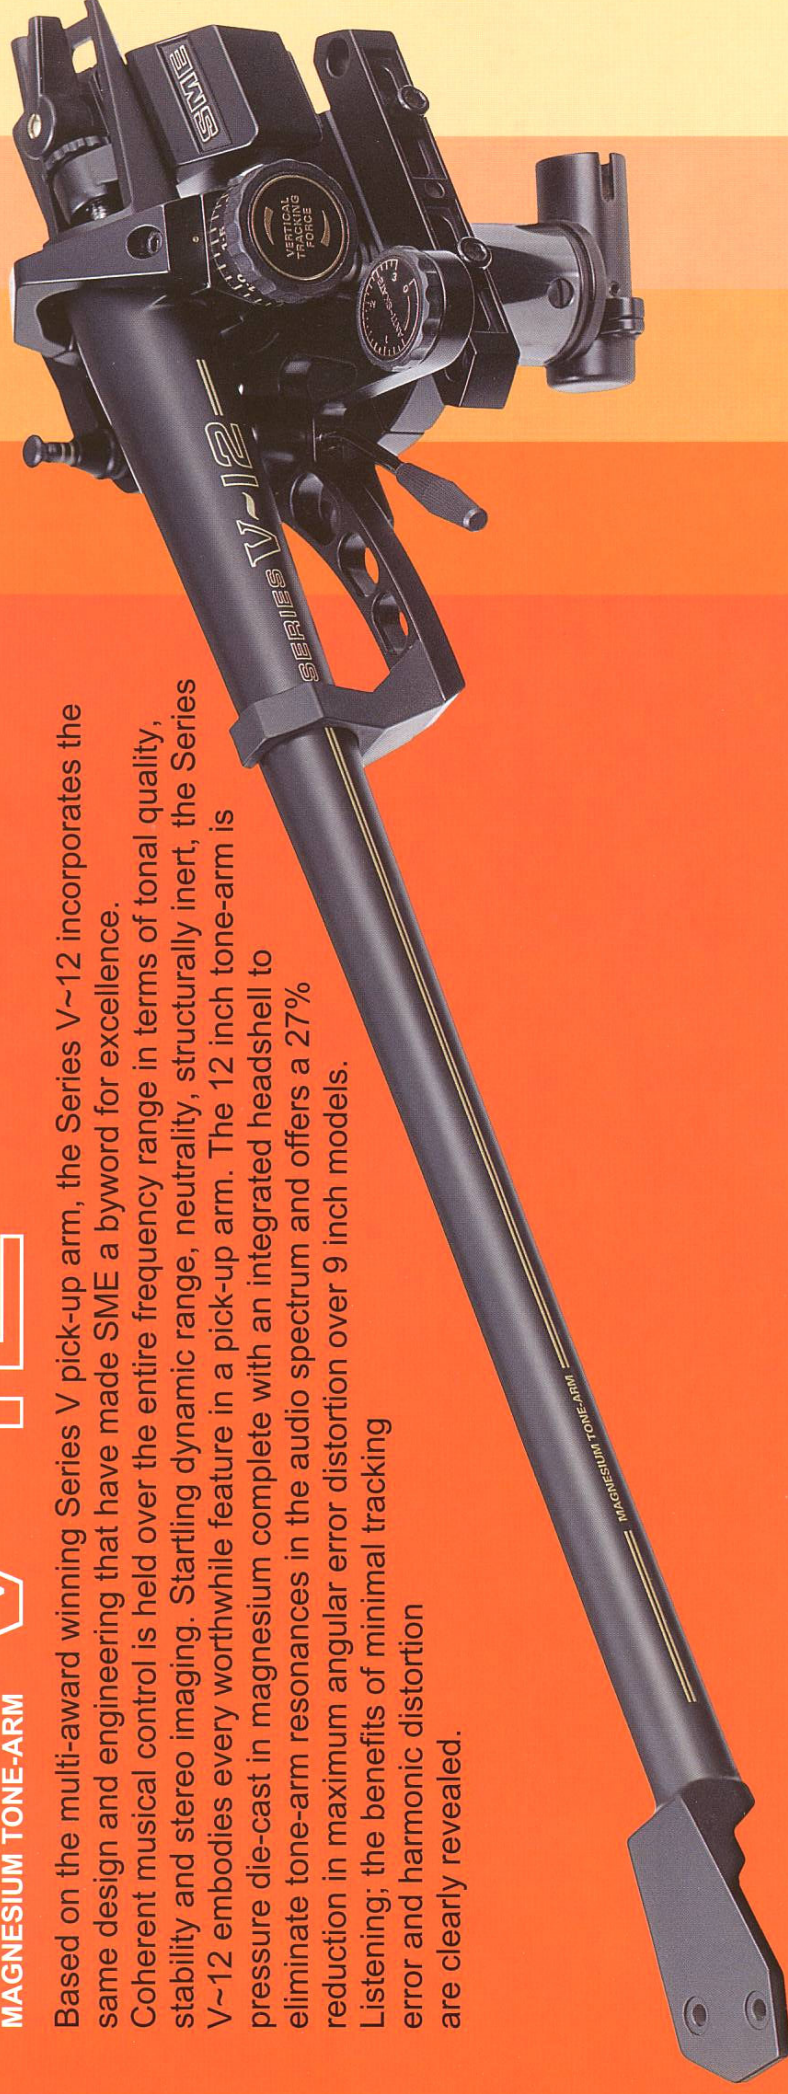 MAGNESIUM TONE-ARM
Based on the multi-award winning Series V pick-up arm, the Series V~12 incorporates the
same design and engineering that have made SME a byword for excellence.
Coherent musical control is held over the entire frequency range in terms of tonal quality,
stability and stereo imaging. Startling dynamic range, neutrality, structurally inert, the Series
V~12 embodies every worthwhile feature in a pick-up arm. The 12 inch tone-arm is
pressure die-cast in magnesium complete with an integrated headshell to
eliminate tone-arm resonances in the audio spectrum and offers a 27%
reduction in maximum angular error distortion over 9 inch models.
Listening; the benefits of minimal tracking
error and harmonic distortion
are clearly revealed.
MAGNESIUM TONE-ARM
SERIES V~12
SME
VERTICAL
TRACKING
FORCE
ANTI-SKATE